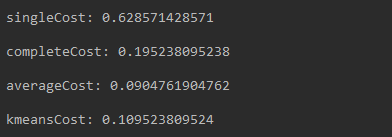 singleCost: 0.628571428571
completeCost: 0.195238095238
averageCost: 0.0904761904762
kmeansCost: 0.109523809524